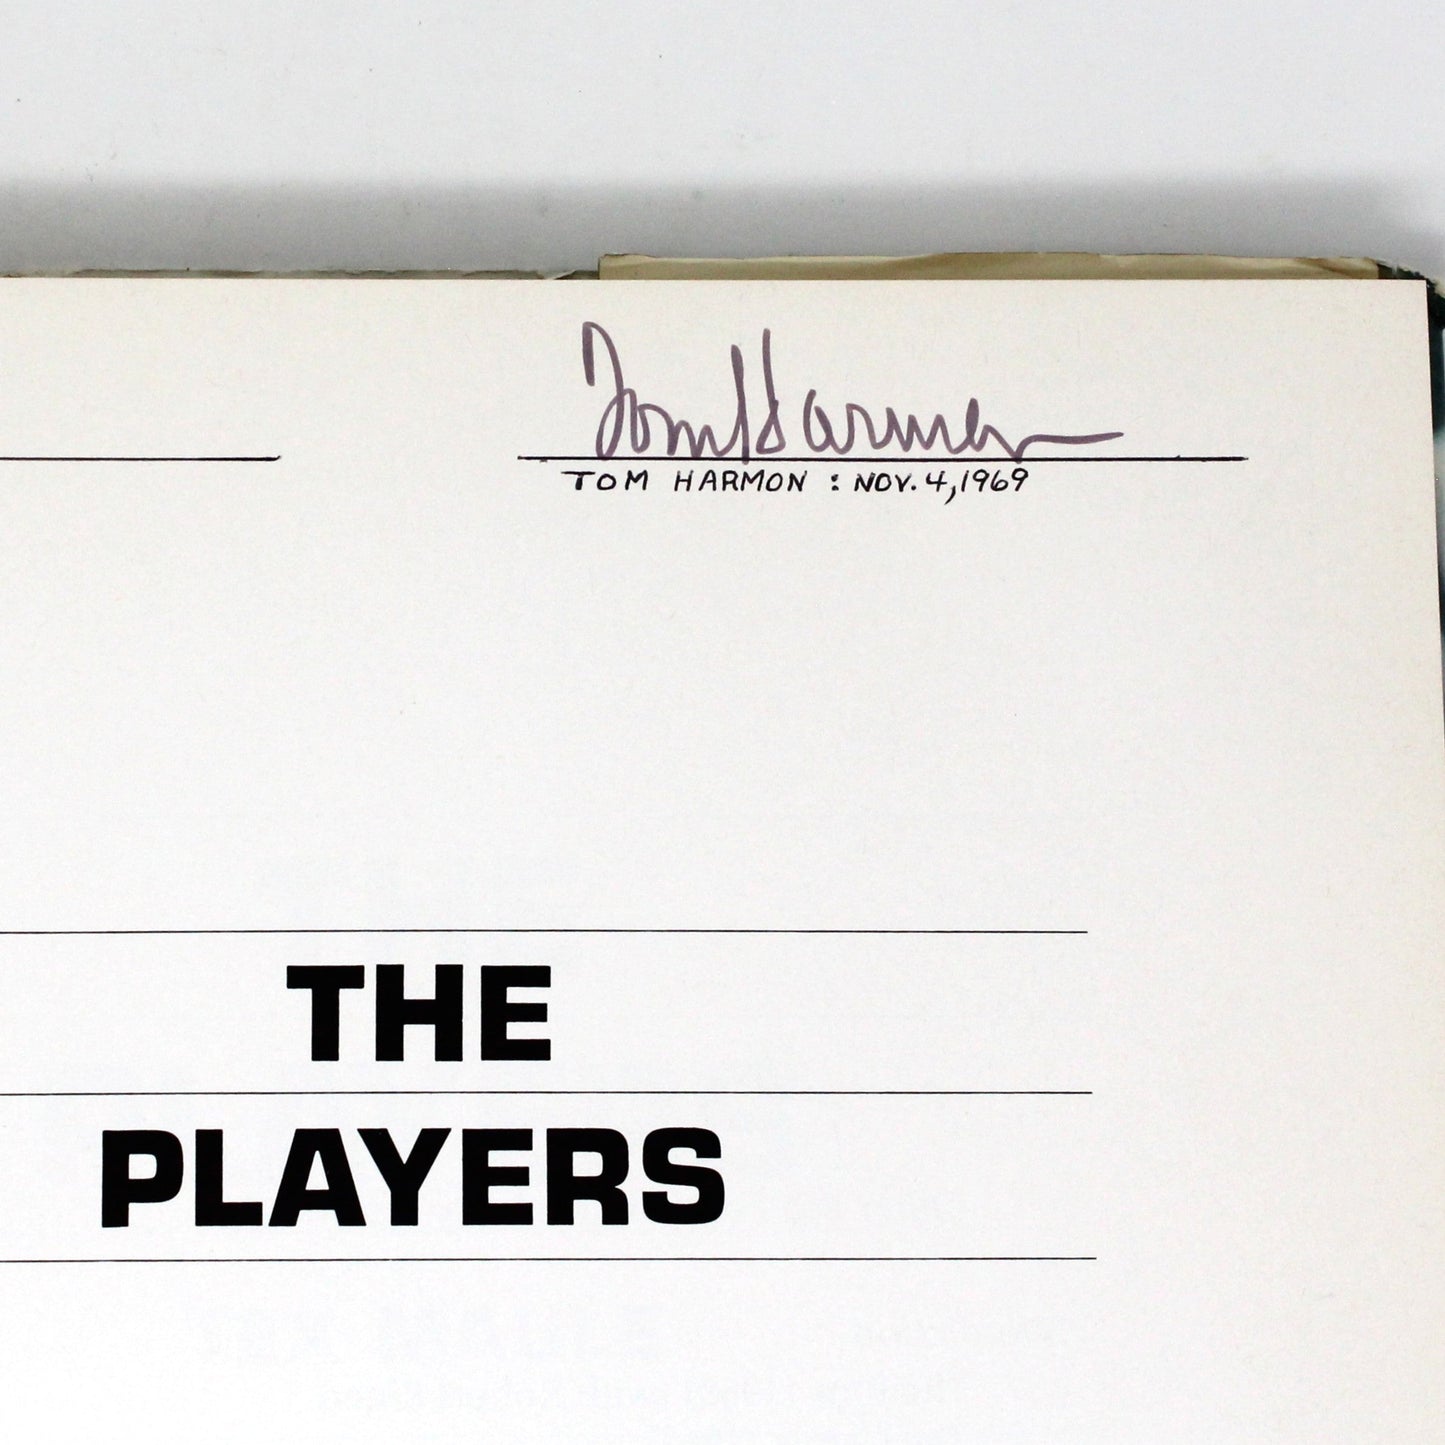 Tom Harmon
TOM HARMON : NOV. 4, 1969
THE
PLAYERS